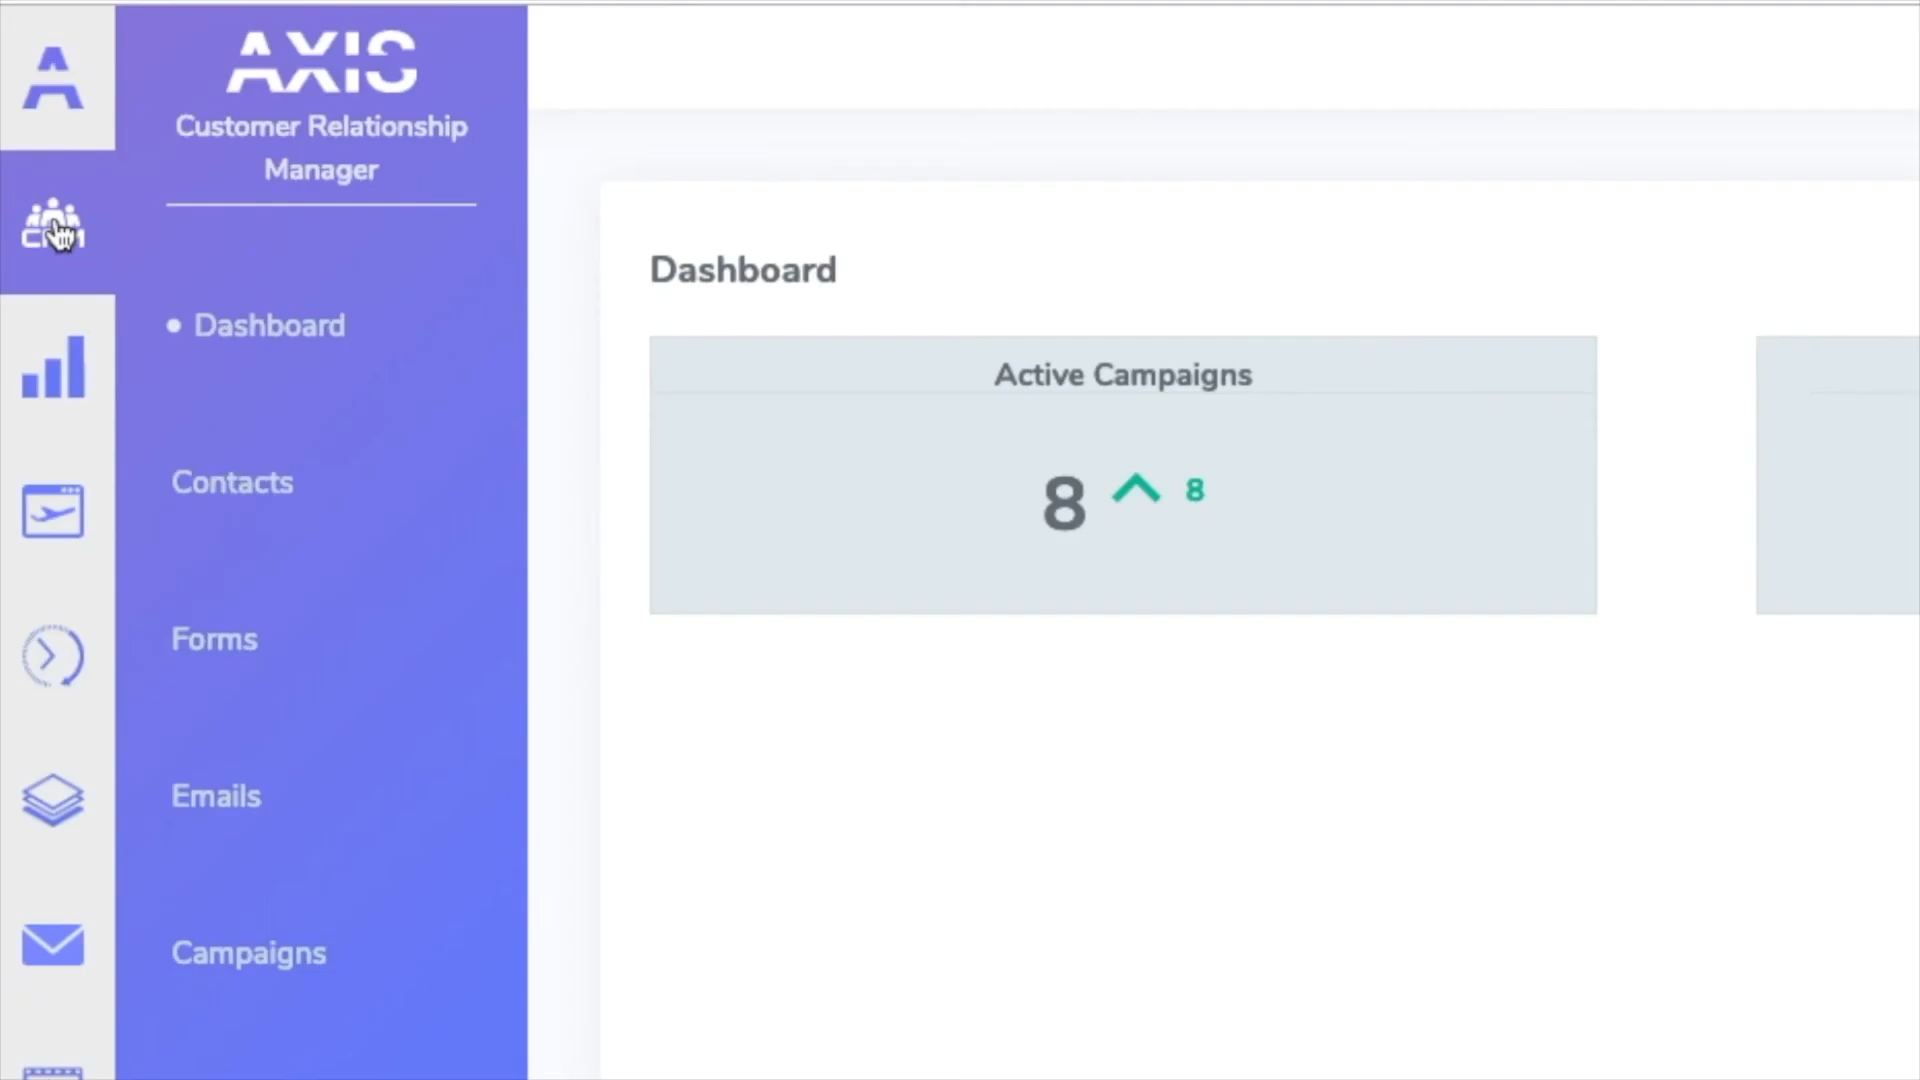 A
AXIS
Customer Relationship
Manager
Dashboard
Contacts
Forms
Emails
Campaigns
Dashboard
Active Campaigns
8 8